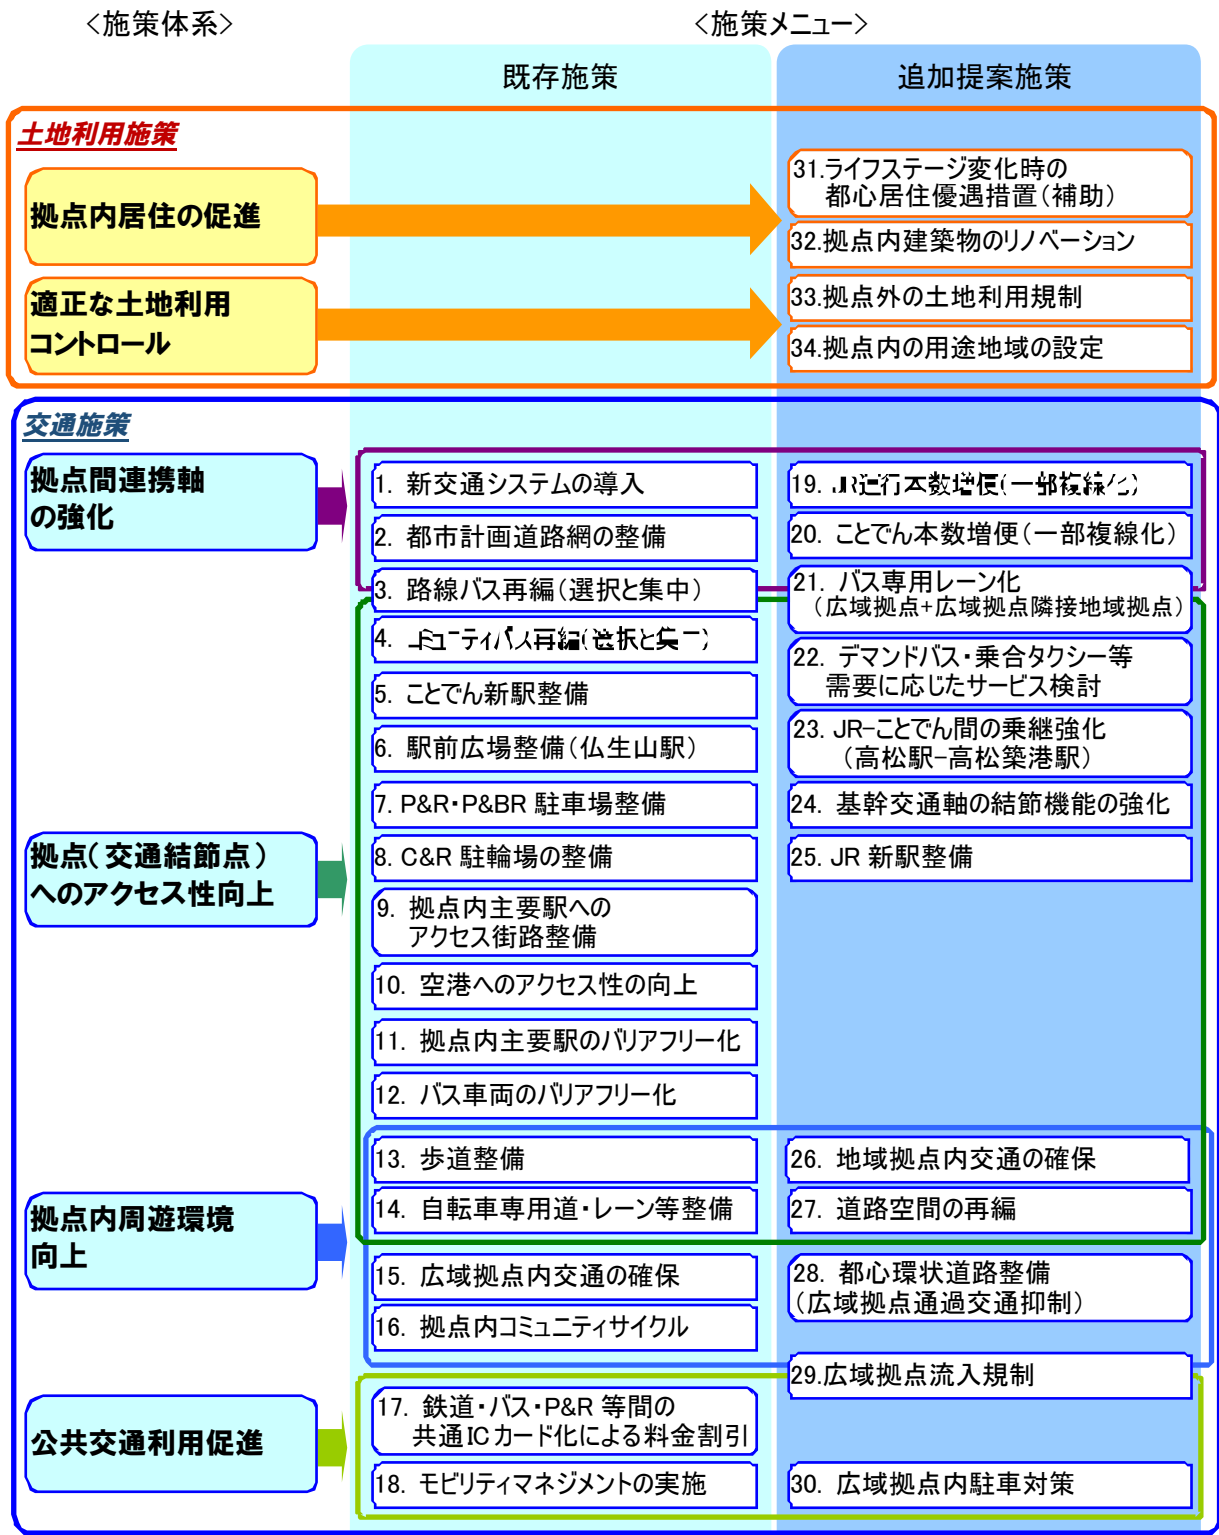 <施策体系>
<施策メニュー>
既存施策
追加提案施策
土地利用施策
拠点内居住の促進
31.ライフステージ変化時の
都心居住優遇措置(補助)
32.拠点内建築物のリノベーション
適正な土地利用
コントロール
33.拠点外の土地利用規制
34.拠点内の用途地域の設定
交通施策
拠点間連携軸
の強化
拠点(交通結節点)
へのアクセス性向上
拠点内周遊環境
向上
公共交通利用促進
1. 新交通システムの導入
2. 都市計画道路網の整備
3. 路線バス再編(選択と集中)
4.
5. ことでん新駅整備
6. 駅前広場整備(仏生山駅)
7. P&R・P&BR 駐車場整備
8. C&R 駐輪場の整備
9. 拠点内主要駅への
アクセス街路整備
10. 空港へのアクセス性の向上
11. 拠点内主要駅のバリアフリー化
12. バス車両のバリアフリー化
13. 歩道整備
14. 自転車専用道・レーン等整備
15. 広域拠点内交通の確保
16. 拠点内コミュニティサイクル
17. 鉄道・バス・P&R 等間の
共通ICカード化による料金割引
18. モビリティマネジメントの実施
19.
20. ことでん本数増便(一部複線化)
21. バス専用レーン化
(広域拠点+広域拠点隣接地域拠点)
22. デマンドバス・乗合タクシー等
需要に応じたサービス検討
23. JR-ことでん間の乗継強化
(高松駅-高松築港駅)
24. 基幹交通軸の結節機能の強化
25. JR 新駅整備
26. 地域拠点内交通の確保
27. 道路空間の再編
28. 都心環状道路整備
(広域拠点通過交通抑制)
29.広域拠点流入規制
30. 広域拠点内駐車対策